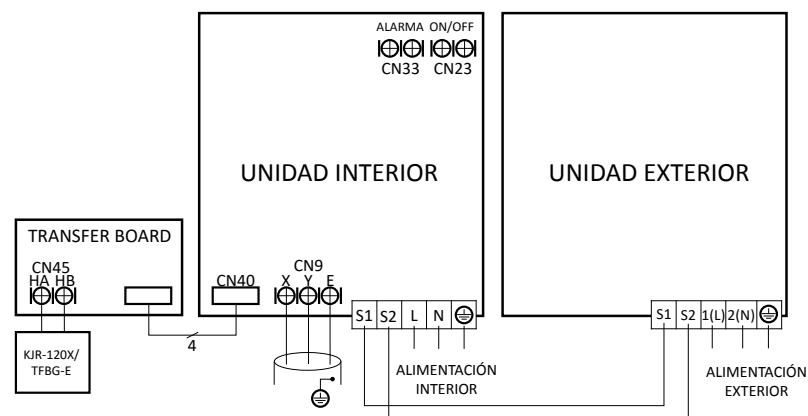 ALARMA ON/OFF
CN33 CN23
UNIDAD INTERIOR
UNIDAD EXTERIOR
TRANSFER BOARD
CN45
HA HB
CN40
CN9
X Y E
S1 S2 L N
S1 S2 1(L) 2(N)
4
KJR-120X/
TFBG-E
ALIMENTACIÓN
INTERIOR
ALIMENTACIÓN
EXTERIOR